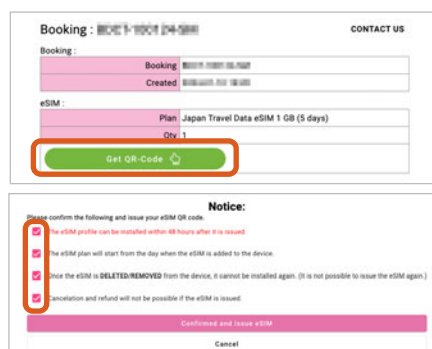 Booking :
CONTACT US
Booking :
Booking
Created
eSIM :
Plan Japan Travel Data eSIM 1 GB (5 days)
Qty 1
Get QR-Code
Notice:
Please confirm the following and issue your eSIM QR code.
The eSIM profile can be installed within 48 hours after it is issued.
The eSIM plan will start from the day when the eSIM is added to the device.
Once the eSIM is DELETED/REMOVED from the device, it cannot be installed again. (It is not possible to issue the eSIM again.)
Cancelation and refund will not be possible if the eSIM is issued.
Confirmed and issue eSIM
Cancel